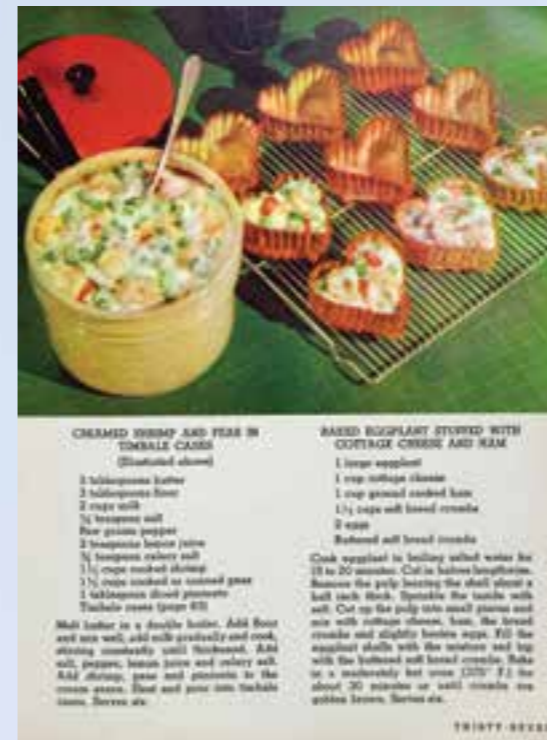 CREAMED SHRIMP AND PEAS IN
TIMBALE CASES
(Illustrated above)
3 tablespoons butter
3 tablespoons flour
2 cups milk
½ teaspoon salt
Few grains pepper
2 teaspoons lemon juice
¾ teaspoon celery salt
1½ cups cooked shrimp
1½ cups cooked or canned peas
1 tablespoon diced pimiento
Timbale cases (page 63)
Melt butter in a double boiler. Add flour
and mix well, add milk gradually and cook,
stirring constantly until thickened. Add
salt, pepper, lemon juice and celery salt.
Add shrimp, peas and pimiento to the
cream sauce. Heat and pour into timbale
cases. Serves six.
BAKED EGGPLANT STUFFED WITH
COTTAGE CHEESE AND HAM
1 large eggplant
1 cup cottage cheese
1 cup ground cooked ham
1½ cups soft bread crumbs
2 eggs
Buttered soft bread crumbs
Cook eggplant in boiling salted water for
15 to 20 minutes. Cut in halves lengthwise.
Remove the pulp leaving the shell about a
half inch thick. Sprinkle the inside with
salt. Cut up the pulp into small pieces and
mix with cottage cheese, ham, the bread
crumbs and slightly beaten eggs. Fill the
eggplant shells with the mixture and top
with the buttered soft bread crumbs. Bake
in a moderately hot oven (375° F.) for
about 30 minutes or until crumbs are
golden brown. Serves six.
THIRTY-SEVEN